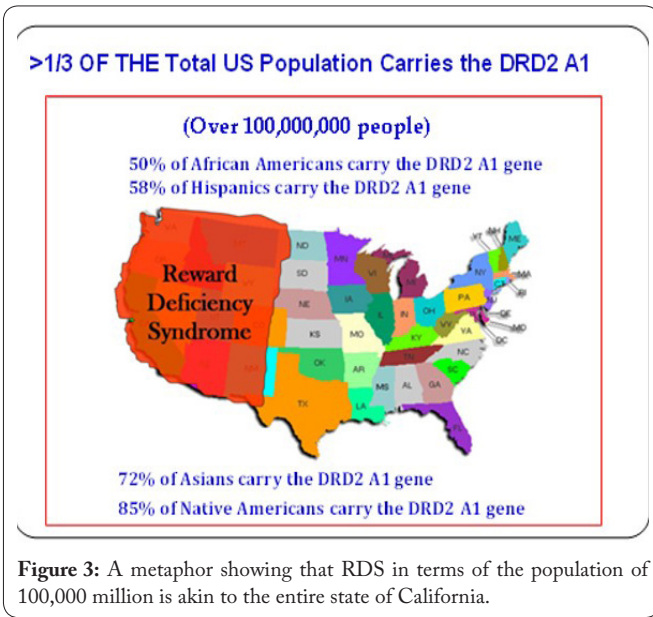 >1/3 OF THE Total US Population Carries the DRD2 A1
(Over 100,000,000 people)
50% of African Americans carry the DRD2 A1 gene
58% of Hispanics carry the DRD2 A1 gene
ND
MN
ME
SD
WI
NY
Reward
Deficiency
Syndrome
NE
IA
PA
IL
IN
OH
KS
MO
KY
VA
OK
AR
TN
NC
SC
TX
LA
MS
AL
GA
FL
72% of Asians carry the DRD2 A1 gene
85% of Native Americans carry the DRD2 A1 gene
Figure 3: A metaphor showing that RDS in terms of the population of
100,000 million is akin to the entire state of California.